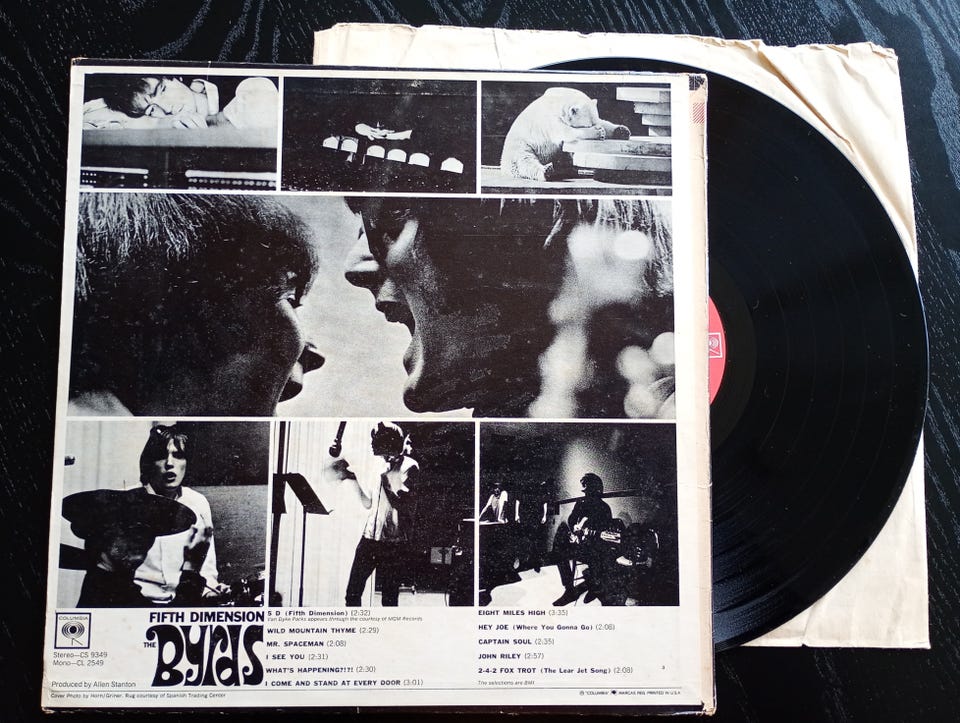 COLUMBIA
Stereo—CS 9349
Mono—CL 2549
Produced by Allen Stanton
FIFTH DIMENSION
THE
BYRDS
5 D (Fifth Dimension) (2:32)
Van Dyke Parks appears through the courtesy of MGM Records
WILD MOUNTAIN THYME (2:29)
MR. SPACEMAN (2:08)
I SEE YOU (2:31)
WHAT'S HAPPENING?!?! (2:30)
I COME AND STAND AT EVERY DOOR (3:01)
EIGHT MILES HIGH (3:33)
HEY JOE (Where You Gonna Go) (2:06)
CAPTAIN SOUL (2:35)
JOHN RILEY (2:57)
2-4-2 FOX TROT (The Lear Jet Song) (2:08)
The selections are BMI
3
Cover Photo by Horn/Griner. Rug courtesy of Spanish Trading Center
® "COLUMBIA" MARCAS REG. PRINTED IN U.S.A.